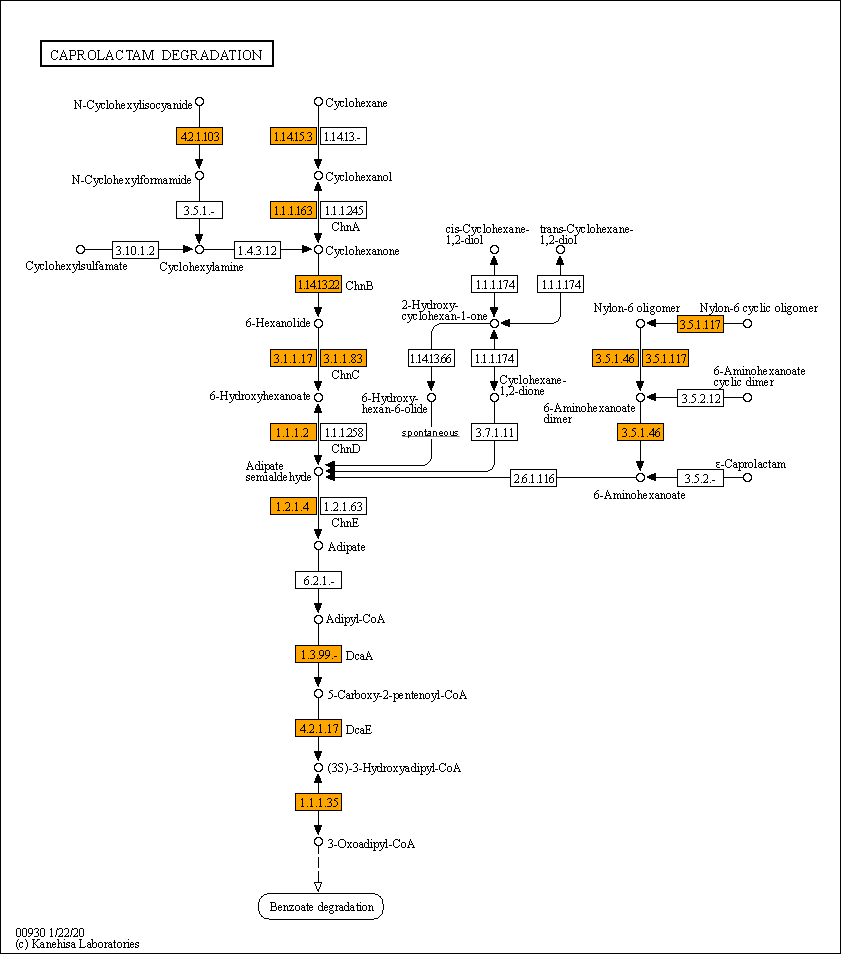 CAPROLACTAM DEGRADATION
N-Cyclohexylisocyanide
Cyclohexane
4.2.1.103
1.14.15.3
1.14.13.-
N-Cyclohexylformamide
Cyclohexanol
3.5.1.-
1.1.1.163
1.1.1.245
ChnA
cis-Cyclohexane-
1,2-diol
trans-Cyclohexane-
1,2-diol
3.10.1.2
1.4.3.12
Cyclohexanone
Cyclohexylsulfamate
Cyclohexylamine
1.14.13.22
ChnB
1.1.1.174
1.1.1.174
2-Hydroxy-
cyclohexan-1-one
Nylon-6 oligomer
Nylon-6 cyclic oligomer
6-Hexanolide
3.5.1.117
3.1.1.17
3.1.1.83
ChnC
1.14.13.66
1.1.1.174
3.5.1.46
3.5.1.117
6-Aminohexanoate
cyclic dimer
Cyclohexane-
1,2-dione
6-Hydroxyhexanoate
6-Hydroxy-
hexan-6-olide
3.5.2.12
6-Aminohexanoate
dimer
1.1.1.2
1.1.1.258
ChnD
spontaneous
3.7.1.11
3.5.1.46
Adipate
semialdehyde
ε-Caprolactam
2.6.1.116
3.5.2.-
6-Aminohexanoate
1.2.1.4
1.2.1.63
ChnE
Adipate
6.2.1.-
Adipyl-CoA
1.3.99.-
DcaA
5-Carboxy-2-pentenoyl-CoA
4.2.1.17
DcaE
(3S)-3-Hydroxyadipyl-CoA
1.1.1.35
3-Oxoadipyl-CoA
Benzoate degradation
00930 1/22/20
(c) Kanehisa Laboratories